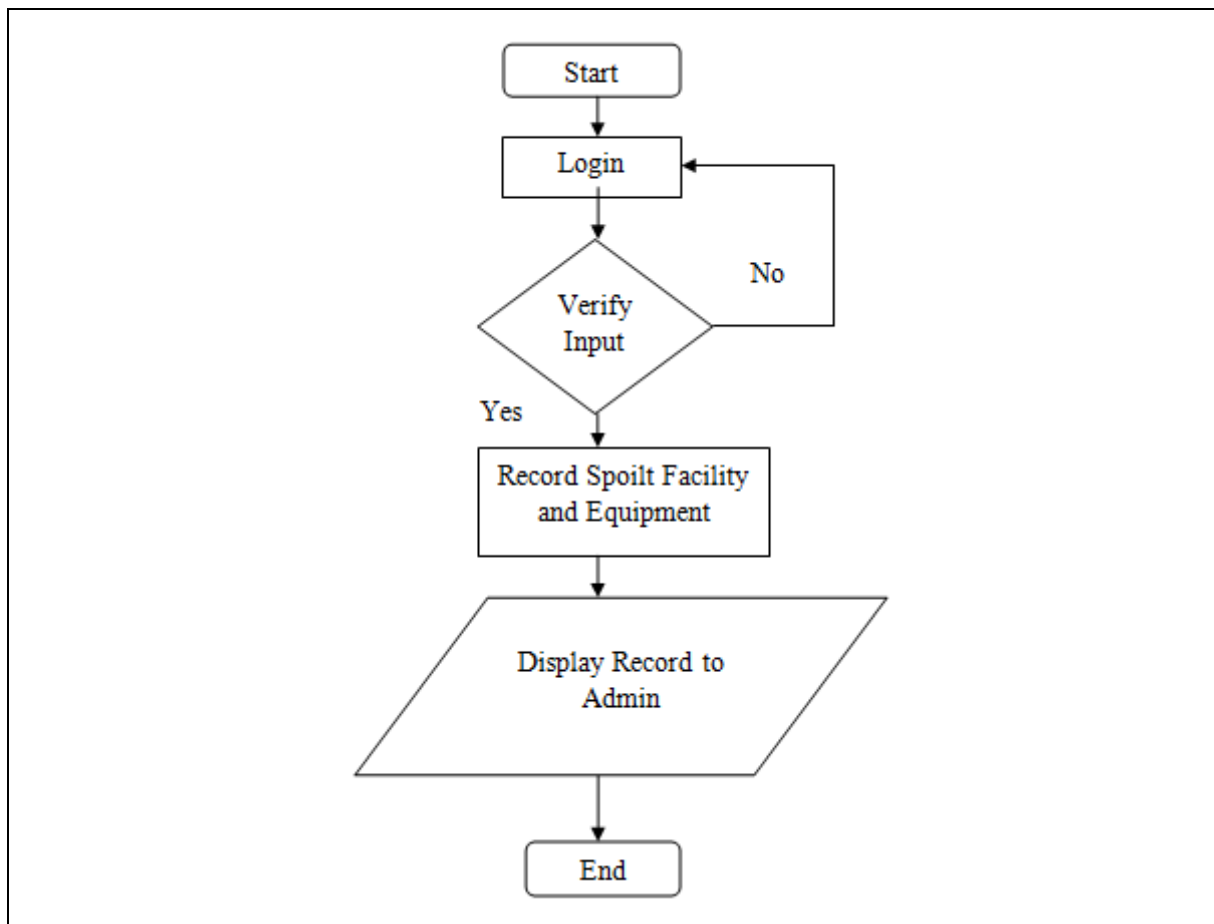 Start
Login
No
Verify
Input
Yes
Record Spoilt Facility
and Equipment
Display Record to
Admin
End